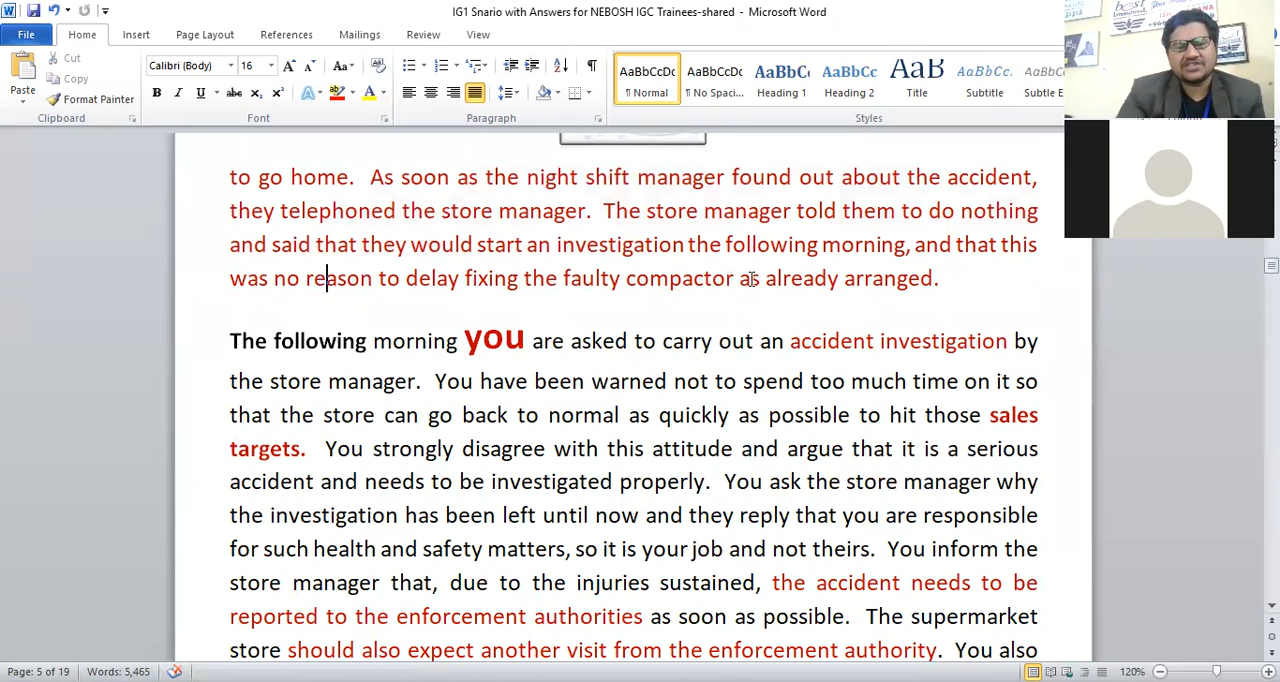 IG1 Snario with Answers for NEBOSH IGC Trainees-shared - Microsoft Word
File Home Insert Page Layout References Mailings Review View
Cut
Copy
Format Painter
Paste
Calibri (Body) 16
AaBbCcDc AaBbCcDc AaBbC AaBbCc AaB AaBbCc. AaBbCcDc
¶ Normal ¶ No Spaci... Heading 1 Heading 2 Title Subtitle Subtle E
Clipboard Font Paragraph Styles
to go home. As soon as the night shift manager found out about the accident,
they telephoned the store manager. The store manager told them to do nothing
and said that they would start an investigation the following morning, and that this
was no reason to delay fixing the faulty compactor as already arranged.
The following morning you are asked to carry out an accident investigation by
the store manager. You have been warned not to spend too much time on it so
that the store can go back to normal as quickly as possible to hit those sales
targets. You strongly disagree with this attitude and argue that it is a serious
accident and needs to be investigated properly. You ask the store manager why
the investigation has been left until now and they reply that you are responsible
for such health and safety matters, so it is your job and not theirs. You inform the
store manager that, due to the injuries sustained, the accident needs to be
reported to the enforcement authorities as soon as possible. The supermarket
store should also expect another visit from the enforcement authority. You also
Page: 5 of 19 Words: 5,465 120%